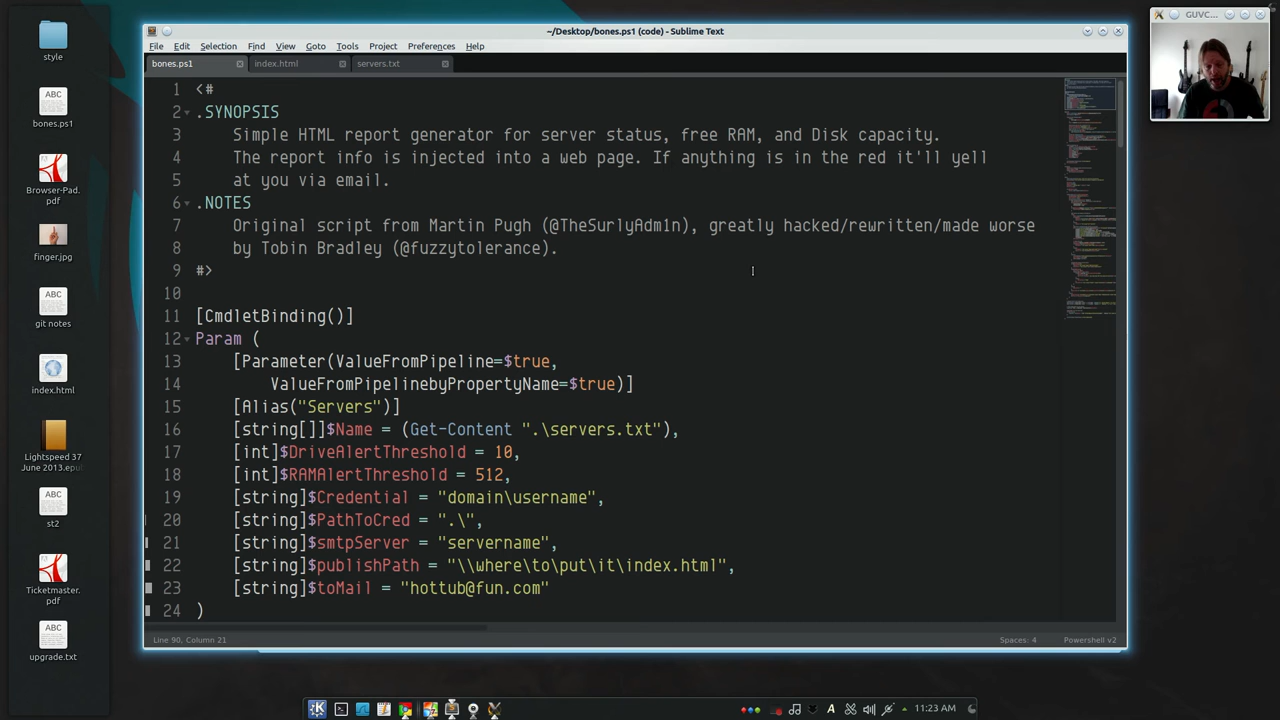 ~/Desktop/bones.ps1 (code) - Sublime Text
GUVC...
File Edit Selection Find View Goto Tools Project Preferences Help
bones.ps1 index.html servers.txt
1 <#
2 .SYNOPSIS
3 Simple HTML report generator for server status, free RAM, and Disk capacity.
4 The report info is injected into a web page. If anything is in the red it'll yell
5 at you via email.
6 .NOTES
7 Original script from Martin Pugh (@TheSurlyAdm1n), greatly hacked/rewritten/made worse
8 by Tobin Bradley (@fuzzytolerance).
9 #>
10
11 [CmdletBinding()]
12 Param (
13 [Parameter(ValueFromPipeline=$true,
14 ValueFromPipelinebyPropertyName=$true)]
15 [Alias("Servers")]
16 [string[]]$Name = (Get-Content ".\servers.txt"),
17 [int]$DriveAlertThreshold = 10,
18 [int]$RAMAlertThreshold = 512,
19 [string]$Credential = "domain\username",
20 [string]$PathToCred = ".\",
21 [string]$smtpServer = "servername",
22 [string]$publishPath = "\\where\to\put\it\index.html",
23 [string]$toMail = "hottub@fun.com"
24 )
Line 90, Column 21 Spaces: 4 Powershell v2
style
ABC
bones.ps1
Browser-Pad.
pdf
finger.jpg
ABC
git notes
index.html
Lightspeed 37
June 2013.epub
ABC
st2
Ticketmaster.
pdf
ABC
upgrade.txt
A
11:23 AM